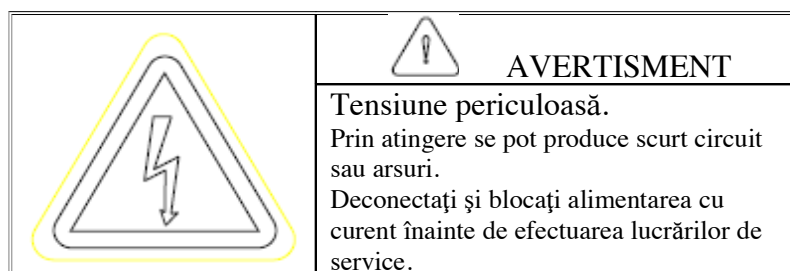 AVERTISMENT
Tensiune periculoasă.
Prin atingere se pot produce scurt circuit
sau arsuri.
Deconectaţi şi blocaţi alimentarea cu
curent înainte de efectuarea lucrărilor de
service.